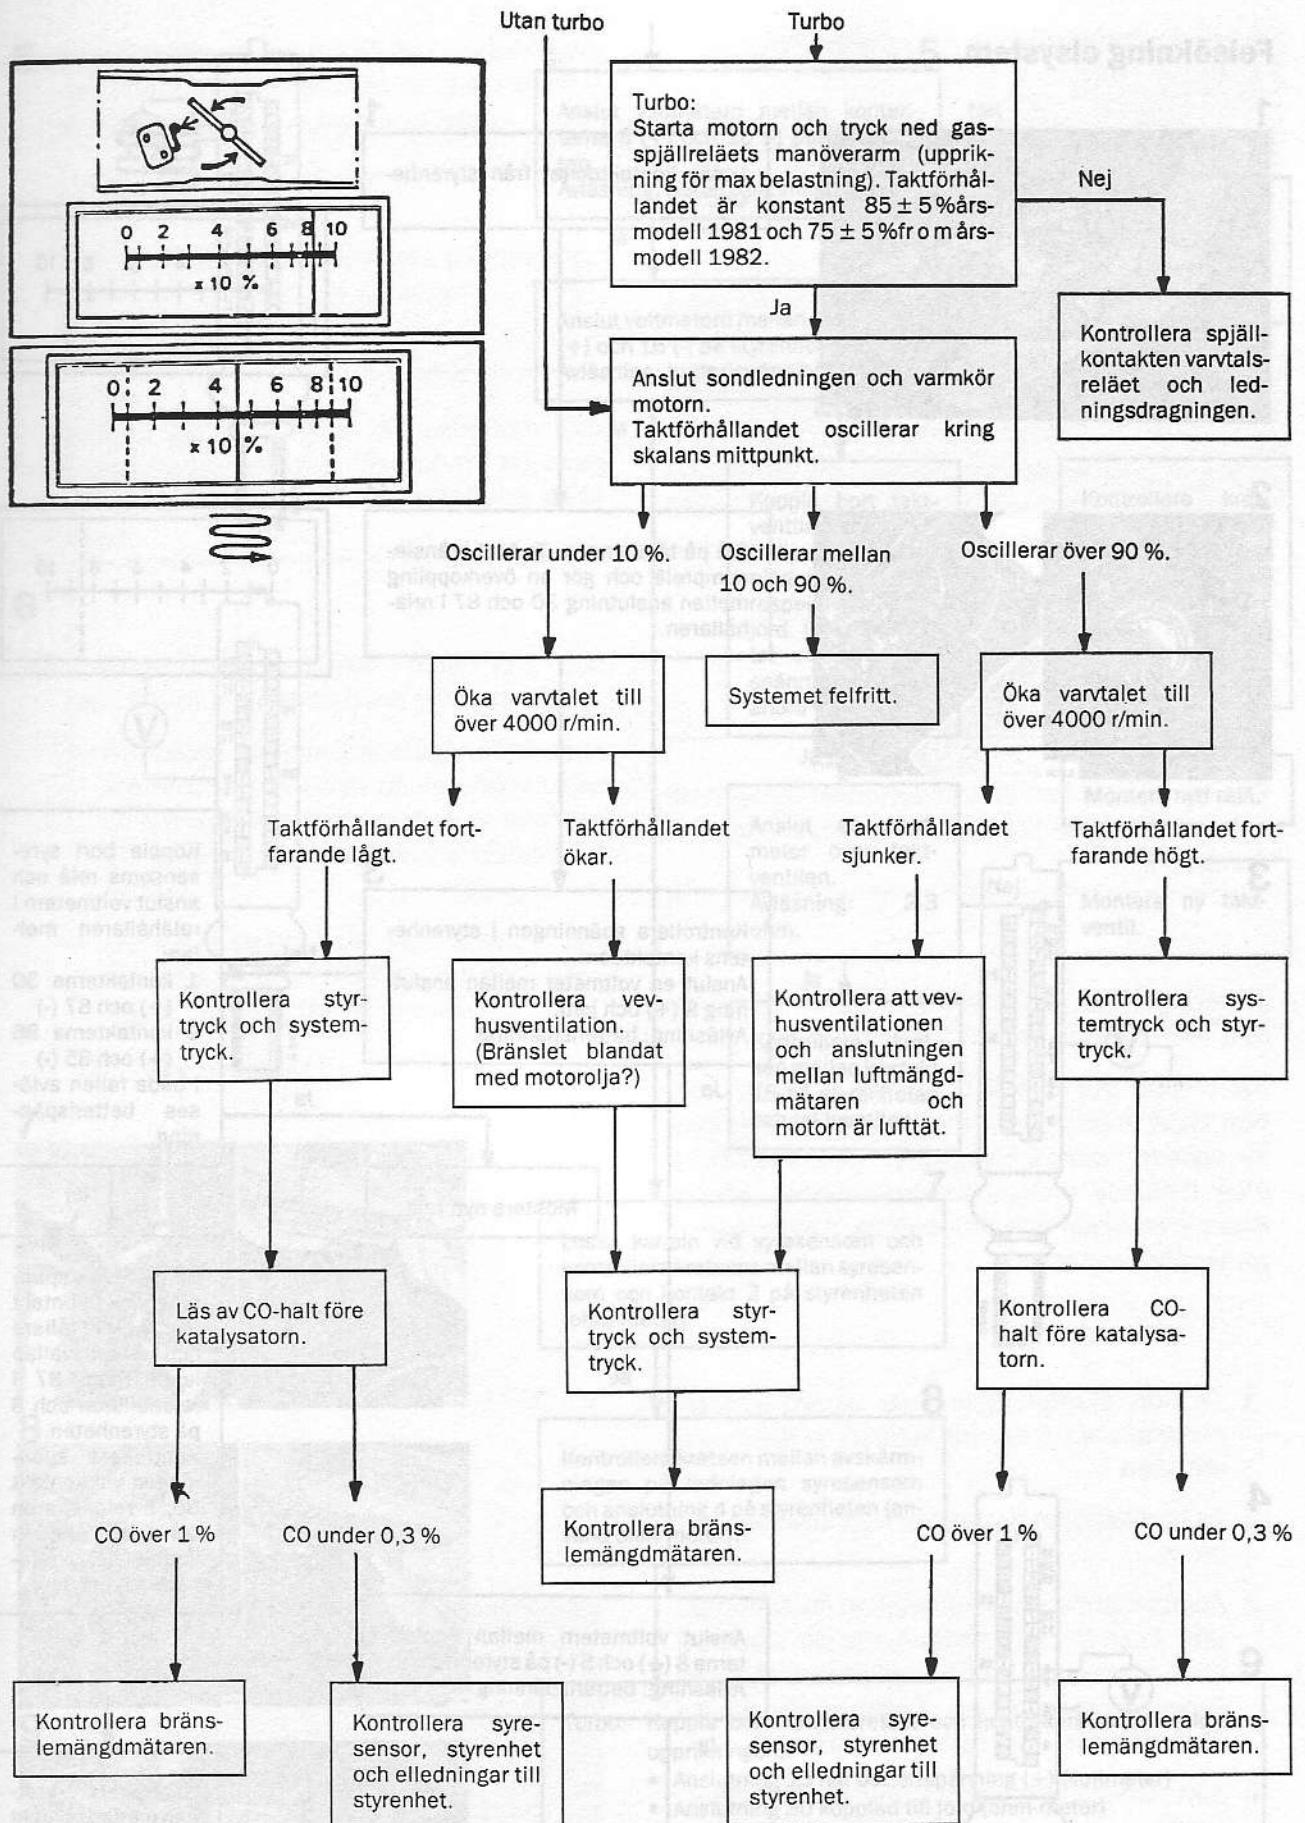 Utan turbo
Turbo
Turbo:
Starta motorn och tryck ned gas-
spjällreläets manöverarm (upprik-
ning för max belastning). Taktförhål-
landet är konstant 85 ± 5 % års-
modell 1981 och 75 ± 5 % fr o m års-
modell 1982.
Nej
Ja
0 2 4 6 8 10
x 10 %
0 2 4 6 8 10
x 10 %
Anslut sondledningen och varmkör
motorn.
Taktförhållandet oscillerar kring
skalans mittpunkt.
Kontrollera spjäll-
kontakten varvtals-
reläet och led-
ningsdragningen.
Oscillerar under 10 %.
Oscillerar mellan
10 och 90 %.
Oscillerar över 90 %.
Öka varvtalet till
över 4000 r/min.
Systemet felfritt.
Öka varvtalet till
över 4000 r/min.
Taktförhållandet fort-
farande lågt.
Taktförhållandet
ökar.
Taktförhållandet
sjunker.
Taktförhållandet fort-
farande högt.
Kontrollera styr-
tryck och system-
tryck.
Kontrollera vev-
husventilation.
(Bränslet blandat
med motorolja?)
Kontrollera att vev-
husventilationen
och anslutningen
mellan luftmängd-
mätaren och
motorn är lufttät.
Kontrollera sys-
temtryck och styr-
tryck.
Läs av CO-halt före
katalysatorn.
Kontrollera styr-
tryck och system-
tryck.
Kontrollera CO-
halt före katalysa-
torn.
CO över 1 %
CO under 0,3 %
Kontrollera bräns-
lemängdmätaren.
CO över 1 %
CO under 0,3 %
Kontrollera bräns-
lemängdmätaren.
Kontrollera syre-
sensor, styrenhet
och elledningar till
styrenhet.
Kontrollera syre-
sensor, styrenhet
och elledningar till
styrenhet.
Kontrollera bräns-
lemängdmätaren.